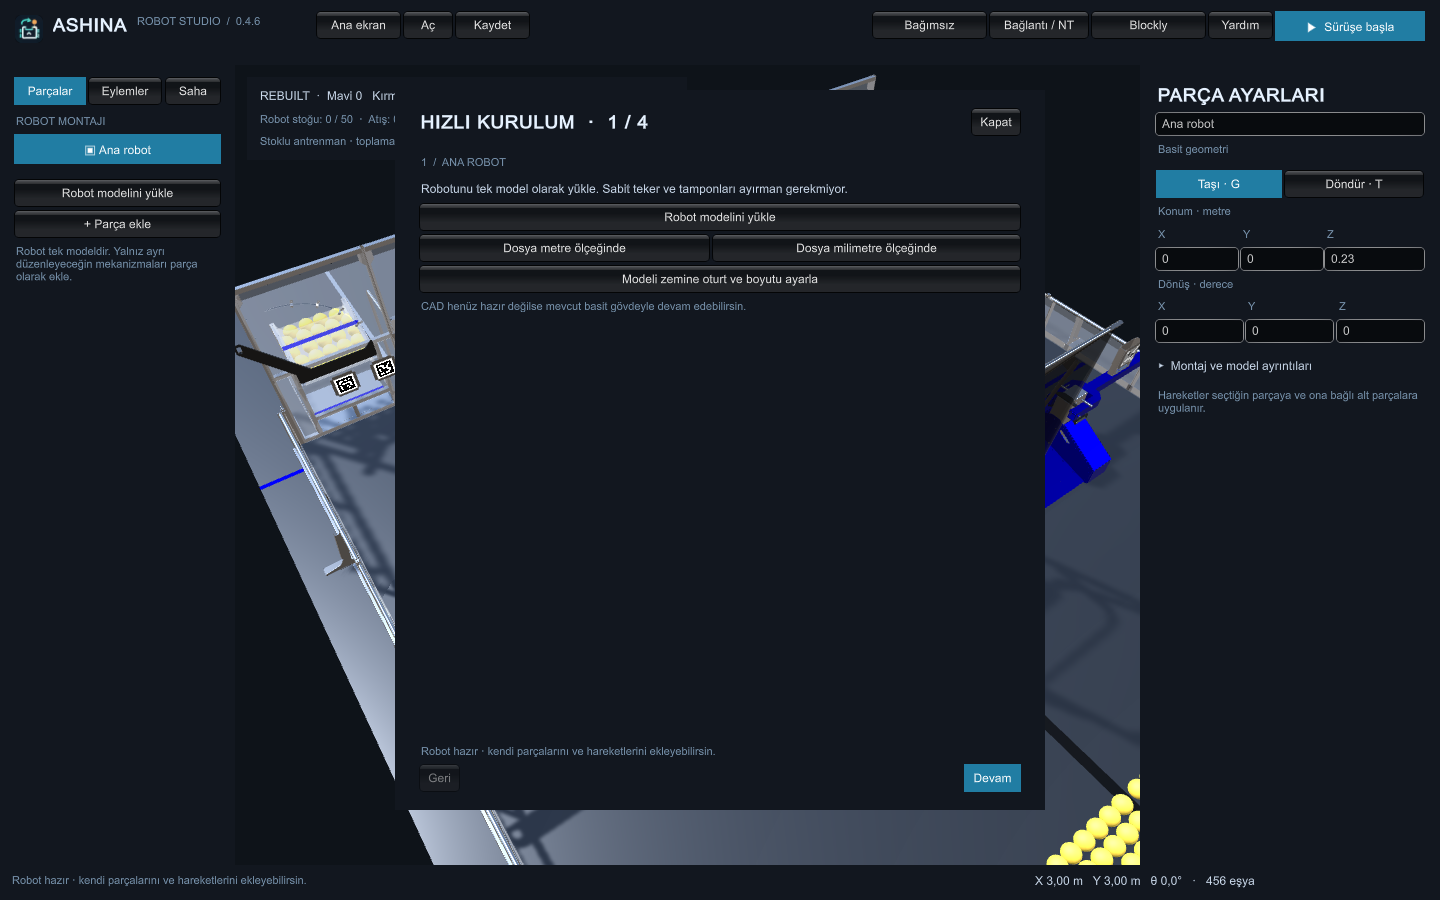 ASHINA ROBOT STUDIO / 0.4.6
Ana ekran Aç Kaydet
Bağımsız Bağlantı / NT Blockly Yardım ▶ Sürüşe başla
Parçalar Eylemler Saha
ROBOT MONTAJI
▣ Ana robot
Robot modelini yükle
+ Parça ekle
Robot tek modeldir. Yalnız ayrı
düzenleyeceğin mekanizmaları parça
olarak ekle.
REBUILT · Mavi 0 Kırm
Robot stoğu: 0 / 50 · Atış:
Stoklu antrenman · toplama
HIZLI KURULUM · 1 / 4
Kapat
1 / ANA ROBOT
Robotunu tek model olarak yükle. Sabit teker ve tamponları ayırman gerekmiyor.
Robot modelini yükle
Dosya metre ölçeğinde Dosya milimetre ölçeğinde
Modeli zemine oturt ve boyutu ayarla
CAD henüz hazır değilse mevcut basit gövdeyle devam edebilirsin.
Robot hazır · kendi parçalarını ve hareketlerini ekleyebilirsin.
Geri Devam
PARÇA AYARLARI
Ana robot
Basit geometri
Taşı · G Döndür · T
Konum · metre
X Y Z
0 0 0.23
Dönüş · derece
X Y Z
0 0 0
▸ Montaj ve model ayrıntıları
Hareketler seçtiğin parçaya ve ona bağlı alt parçalara
uygulanır.
Robot hazır · kendi parçalarını ve hareketlerini ekleyebilirsin.
X 3,00 m Y 3,00 m θ 0,0° · 456 eşya